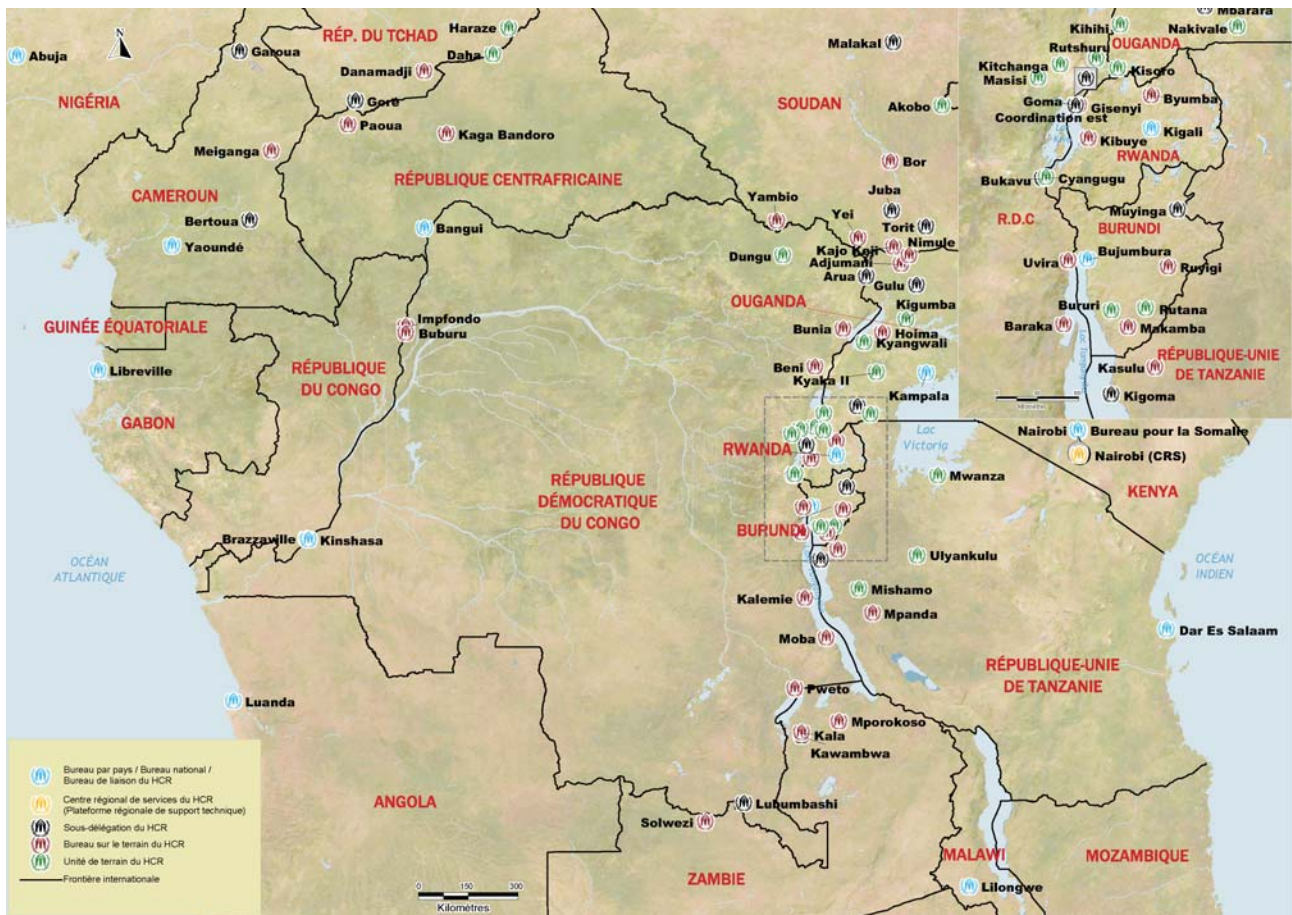 Abuja
NIGÉRIA
Garoua
RÉP. DU TCHAD
Haraze
Daha
Danamadji
Goré
Paoua
Kaga Bandoro
Meiganga
CAMEROUN
Bertoua
Yaoundé
RÉPUBLIQUE CENTRAFRICAINE
Bangui
Malakal
SOUDAN
Akobo
Bor
Juba
Torit
Yambio
Yei
Kajo Keji
Nimule
Adjumani
Arua
Gulu
Dungu
OUGANDA
Kigumba
Bunia
Hoima
Kyangwali
Beni
Kyaka II
Kampala
GUINÉE ÉQUATORIALE
Libreville
GABON
Impfondo
Buburu
RÉPUBLIQUE
DU CONGO
Brazzaville
Kinshasa
OCÉAN
ATLANTIQUE
RÉPUBLIQUE
DÉMOCRATIQUE
DU CONGO
RWANDA
BURUNDI
Lac
Victoria
Mwanza
Ulyankulu
Mishamo
Mpanda
Kalemie
Moba
Pweto
Mporokoso
Kala
Kawambwa
Lubumbashi
Solwezi
ZAMBIE
Luanda
ANGOLA
MALAWI
Lilongwe
MOZAMBIQUE
RÉPUBLIQUE-UNIE
DE TANZANIE
Dar Es Salaam
OCÉAN
INDIEN
KENYA
Nairobi
Bureau pour la Somalie
Nairobi (CRS)
Mbarara
Kihihi
Nakivale
OUGANDA
Rutshuru
Kitchanga
Masisi
Kisoro
Goma
Gisenyi
Coordination est
Byumba
Kigali
Kibuye
RWANDA
Bukavu
Cyangugu
R.D.C
Muyinga
BURUNDI
Uvira
Bujumbura
Ruyigi
Bururi
Rutana
Baraka
Makamba
Lac Tanganyika
Kasulu
RÉPUBLIQUE-UNIE
DE TANZANIE
Kigoma
Bureau par pays / Bureau national /
Bureau de liaison du HCR
Centre régional de services du HCR
(Plateforme régionale de support technique)
Sous-délégation du HCR
Bureau sur le terrain du HCR
Unité de terrain du HCR
Frontière internationale
0 150 300
Kilomètres
N